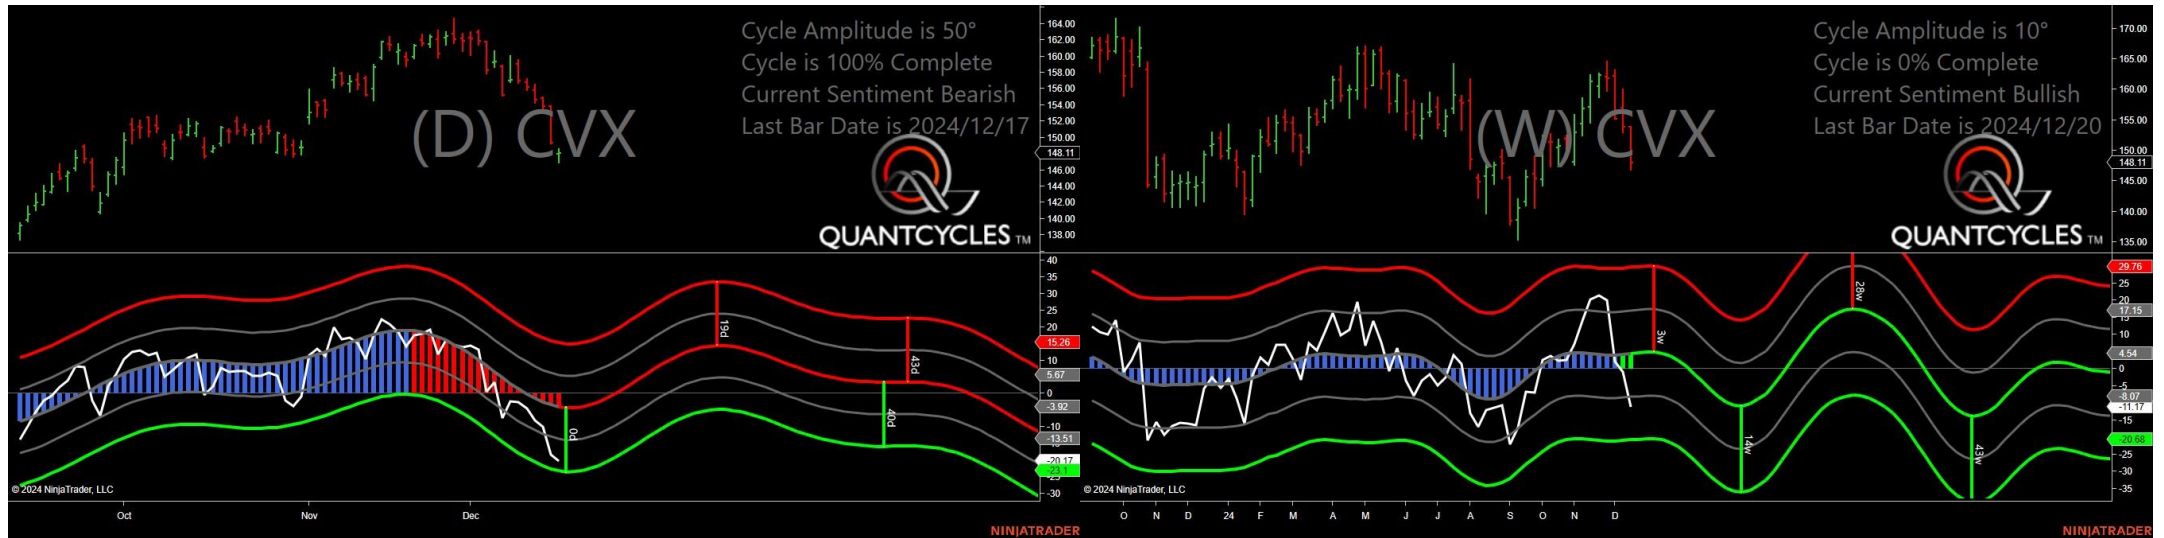 Cycle Amplitude is 50°
Cycle is 100% Complete
Current Sentiment Bearish
Last Bar Date is 2024/12/17
(D) CVX
QUANTCYCLES TM
164.00
162.00
160.00
158.00
156.00
154.00
152.00
150.00
148.11
146.00
144.00
142.00
140.00
138.00
40
35
30
25
20
15.26
10
5.67
0
-3.92
-10
-13.51
-20.17
-23.1
-30
0d
19d
40d
43d
© 2024 NinjaTrader, LLC
Oct Nov Dec
NINJATRADER
Cycle Amplitude is 10°
Cycle is 0% Complete
Current Sentiment Bullish
Last Bar Date is 2024/12/20
(W) CVX
QUANTCYCLES TM
170.00
165.00
160.00
155.00
150.00
148.11
145.00
140.00
135.00
29.76
25
20
17.15
10
4.54
0
-5
-8.07
-11.17
-15
-20.68
-25
-30
-35
3w
14w
28w
43w
© 2024 NinjaTrader, LLC
O N D 24 F M A M J J A S O N D
NINJATRADER